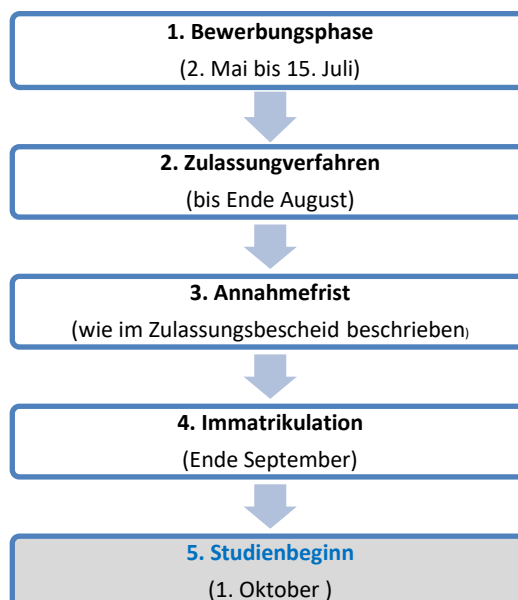 1. Bewerbungsphase
(2. Mai bis 15. Juli)
2. Zulassungverfahren
(bis Ende August)
3. Annahmefrist
(wie im Zulassungsbescheid beschrieben)
4. Immatrikulation
(Ende September)
5. Studienbeginn
(1. Oktober )